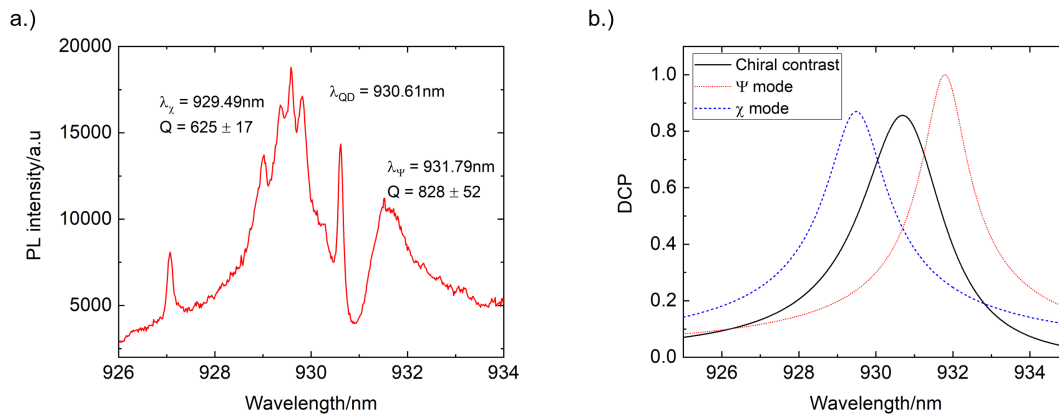 a.)
20000
15000
10000
5000
PL intensity/a.u
λχ = 929.49nm
Q = 625 ± 17
λQD = 930.61nm
λΨ = 931.79nm
Q = 828 ± 52
926 928 930 932 934
Wavelength/nm
b.)
1.0
0.8
0.6
0.4
0.2
0.0
DCP
Chiral contrast
Ψ mode
χ mode
926 928 930 932 934
Wavelength/nm